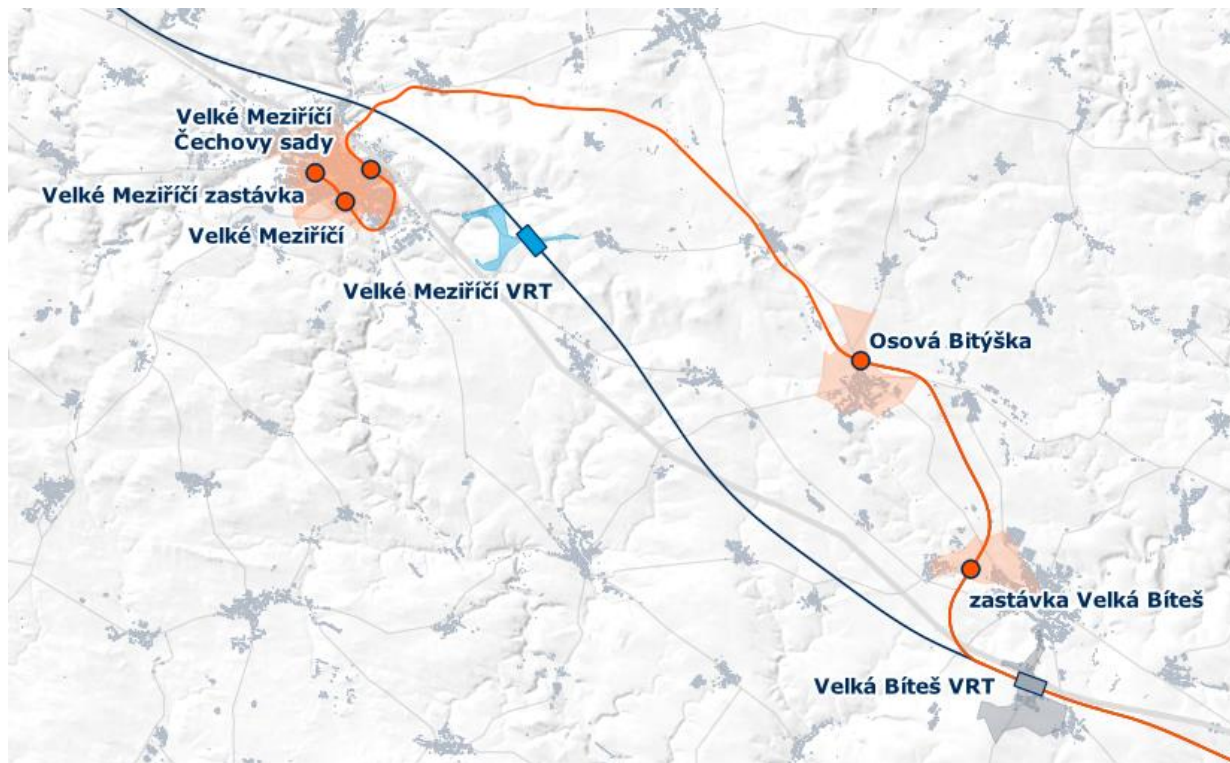 Velké Meziříčí
Čechovy sady
Velké Meziříčí zastávka
Velké Meziříčí
Velké Meziříčí VRT
Osová Bitýška
zastávka Velká Bíteš
Velká Bíteš VRT